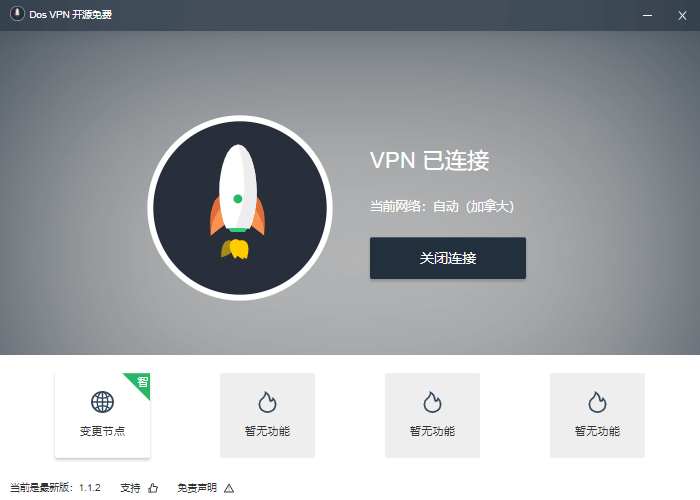 Dos VPN 开源免费
VPN 已连接
当前网络：自动（加拿大）
关闭连接
智
变更节点
暂无功能
暂无功能
暂无功能
当前是最新版：1.1.2 支持 免责声明